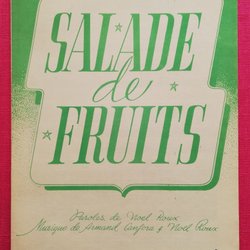 SALADE
de
FRUITS
Paroles de Noël Roux
Musique de Armand Canfora & Noël Roux